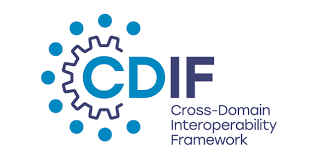 CDIF
Cross-Domain
Interoperability
Framework